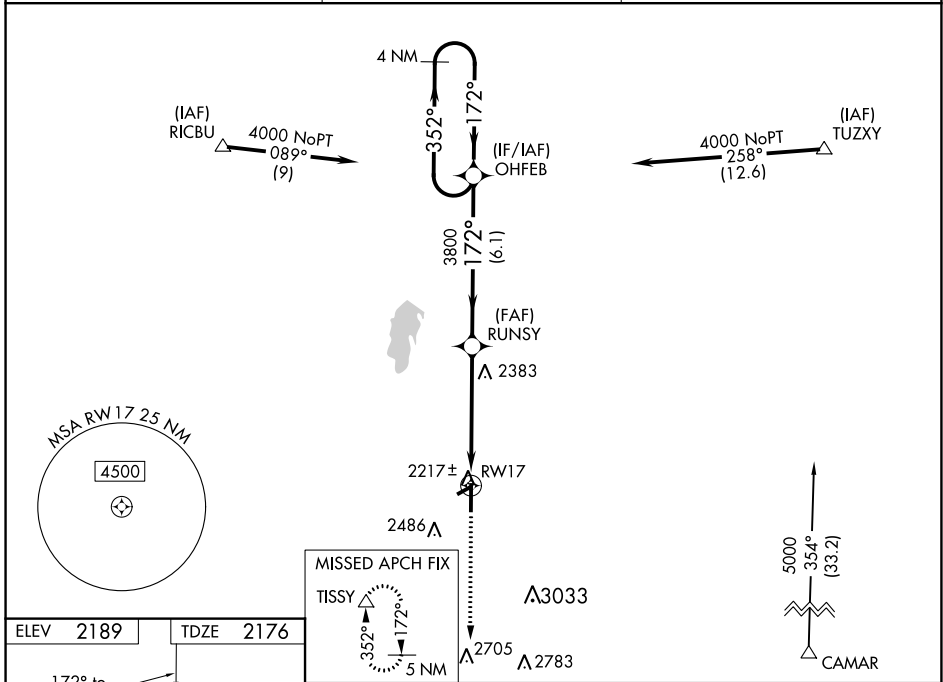 4 NM
352°
172°
(IAF)
RICBU
4000 NoPT
089°
(9)
(IF/IAF)
OHFEB
(IAF)
TUZXY
4000 NoPT
258°
(12.6)
3800
172°
(6.1)
(FAF)
RUNSY
2383
MSA RW17 25 NM
4500
2217±
RW17
2486
MISSED APCH FIX
TISSY
352°
172°
5 NM
3033
2705
2783
5000
354°
(33.2)
CAMAR
ELEV 2189
TDZE 2176
172° to